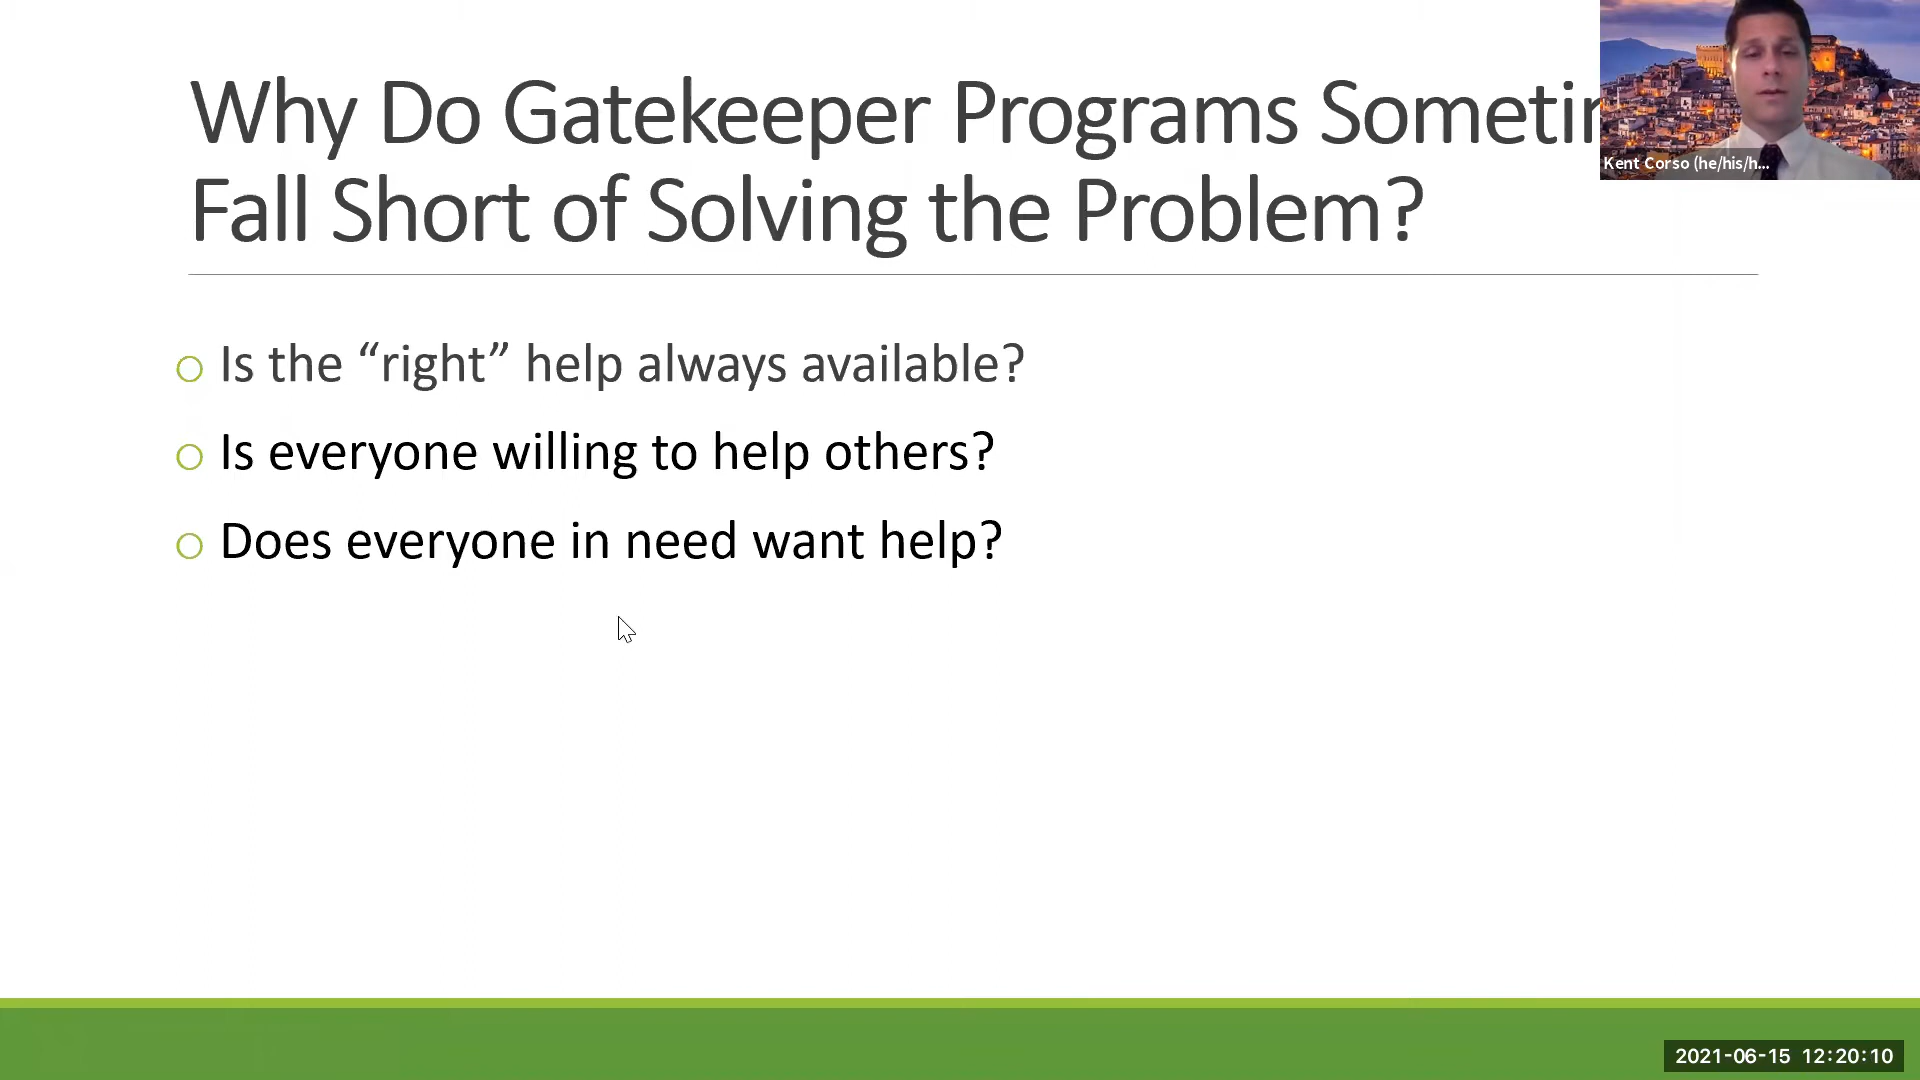 Why Do Gatekeeper Programs Sometin
Fall Short of Solving the Problem?
Kent Corso (he/his/h...
Is the “right” help always available?
Is everyone willing to help others?
Does everyone in need want help?
2021-06-15 12:20:10